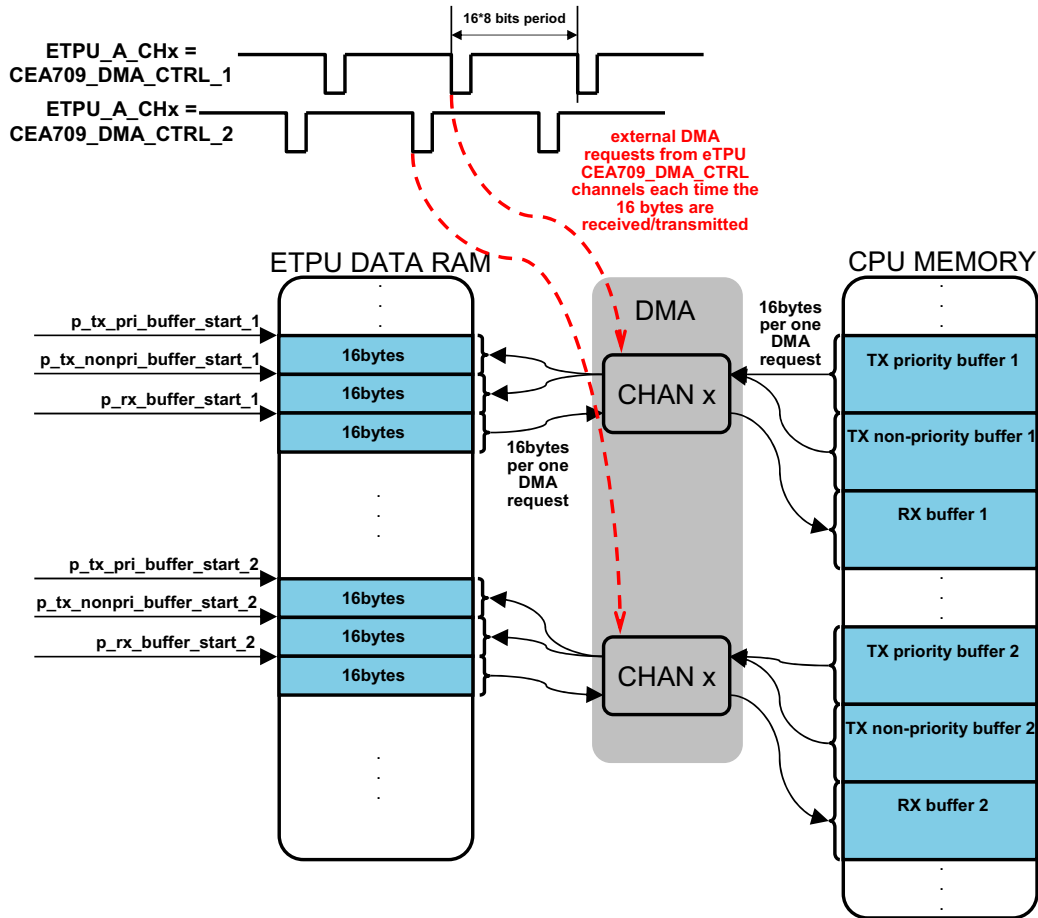 16*8 bits period
ETPU_A_CHx =
CEA709_DMA_CTRL_1
ETPU_A_CHx =
CEA709_DMA_CTRL_2
external DMA
requests from eTPU
CEA709_DMA_CTRL
channels each time the
16 bytes are
received/transmitted
ETPU DATA RAM
p_tx_pri_buffer_start_1
p_tx_nonpri_buffer_start_1
p_rx_buffer_start_1
16bytes
16bytes
16bytes
16bytes
per one
DMA
request
p_tx_pri_buffer_start_2
p_tx_nonpri_buffer_start_2
p_rx_buffer_start_2
16bytes
16bytes
16bytes
DMA
CHAN x
CHAN x
CPU MEMORY
16bytes
per one
DMA
request
TX priority buffer 1
TX non-priority buffer 1
RX buffer 1
TX priority buffer 2
TX non-priority buffer 2
RX buffer 2